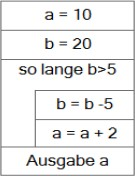 a = 10
b = 20
so lange b>5
b = b -5
a = a + 2
Ausgabe a